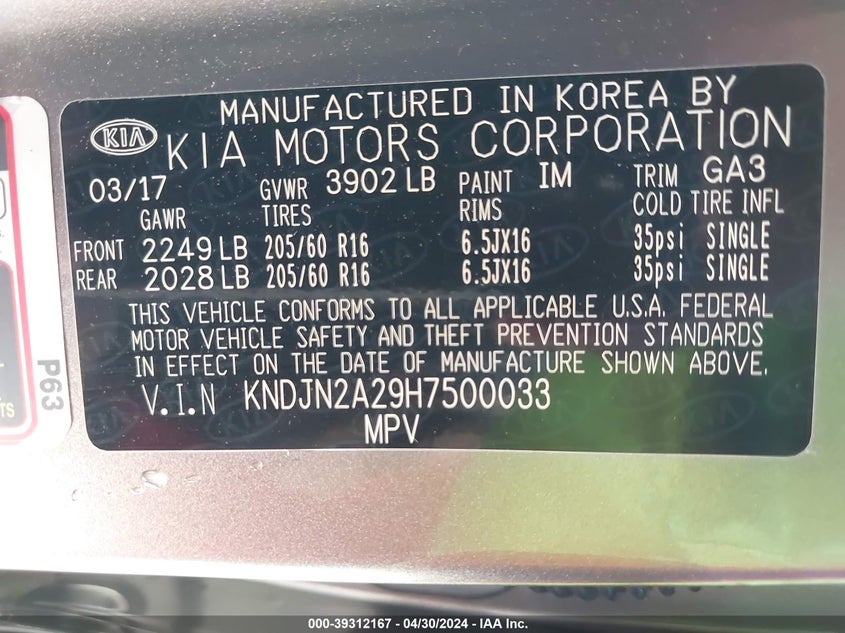 MANUFACTURED IN KOREA BY
KIA KIA MOTORS CORPORATION
03/17 GVWR 3902 LB PAINT IM TRIM GA3
GAWR TIRES RIMS COLD TIRE INFL
FRONT 2249 LB 205/60 R16 6.5JX16 35psi SINGLE
REAR 2028 LB 205/60 R16 6.5JX16 35psi SINGLE
THIS VEHICLE CONFORMS TO ALL APPLICABLE U.S.A. FEDERAL
MOTOR VEHICLE SAFETY AND THEFT PREVENTION STANDARDS
IN EFFECT ON THE DATE OF MANUFACTURE SHOWN ABOVE.
V.I.N KNDJN2A29H7500033
MPV
P63
TS
000-39312167 - 04/30/2024 - IAA Inc.